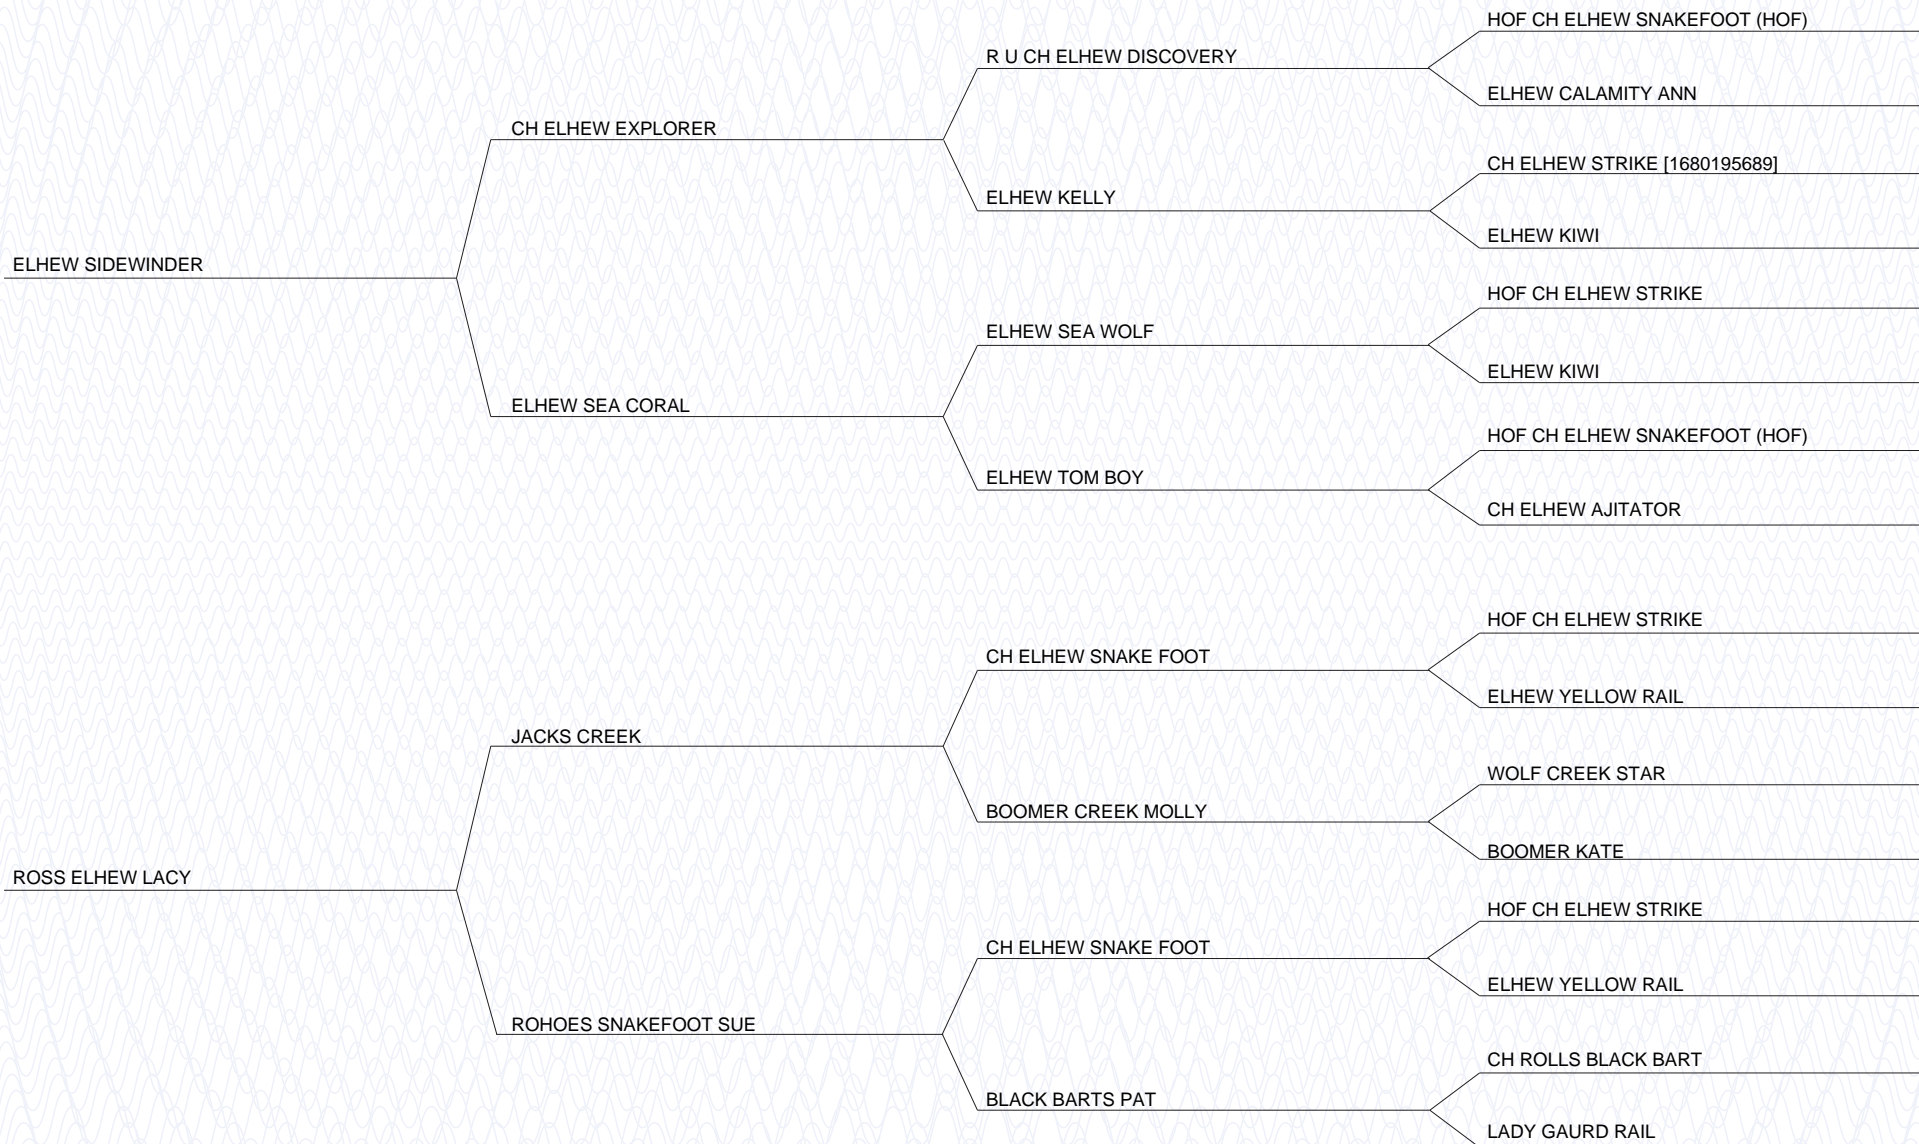 HOF CH ELHEW SNAKEFOOT (HOF)
R U CH ELHEW DISCOVERY
ELHEW CALAMITY ANN
CH ELHEW EXPLORER
CH ELHEW STRIKE [1680195689]
ELHEW KELLY
ELHEW KIWI
ELHEW SIDEWINDER
HOF CH ELHEW STRIKE
ELHEW SEA WOLF
ELHEW KIWI
ELHEW SEA CORAL
HOF CH ELHEW SNAKEFOOT (HOF)
ELHEW TOM BOY
CH ELHEW AJITATOR
HOF CH ELHEW STRIKE
CH ELHEW SNAKE FOOT
ELHEW YELLOW RAIL
JACKS CREEK
WOLF CREEK STAR
BOOMER CREEK MOLLY
BOOMER KATE
ROSS ELHEW LACY
HOF CH ELHEW STRIKE
CH ELHEW SNAKE FOOT
ELHEW YELLOW RAIL
ROHOES SNAKEFOOT SUE
CH ROLLS BLACK BART
BLACK BARTS PAT
LADY GAURD RAIL